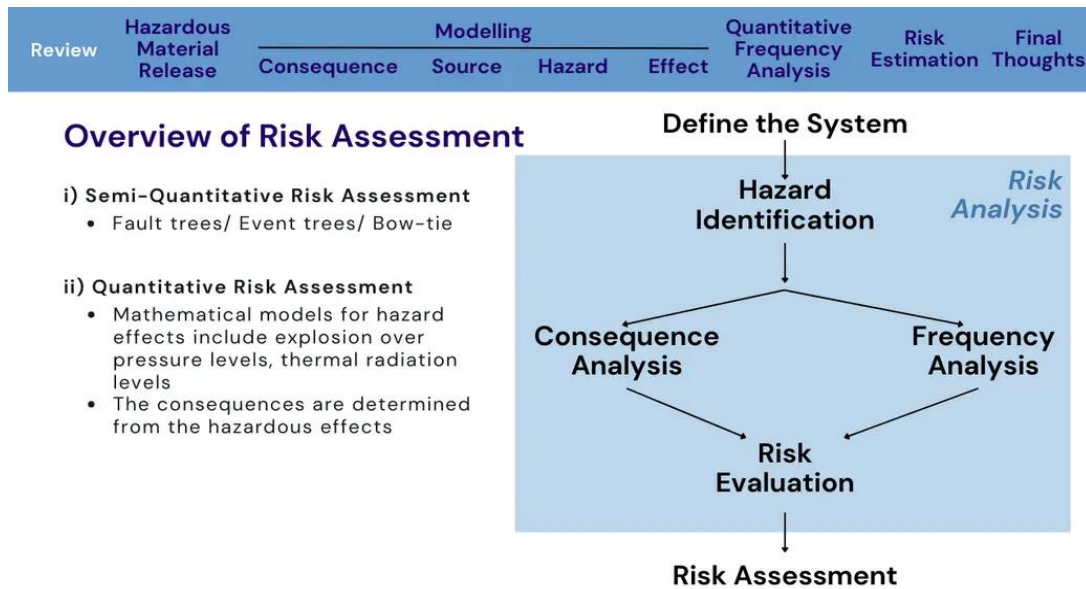 Review
Hazardous
Material
Release
Modelling
Consequence
Source
Hazard
Effect
Quantitative
Frequency
Analysis
Risk
Estimation
Final
Thoughts
Overview of Risk Assessment
i) Semi-Quantitative Risk Assessment
• Fault trees/ Event trees/ Bow-tie
ii) Quantitative Risk Assessment
• Mathematical models for hazard
effects include explosion over
pressure levels, thermal radiation
levels
• The consequences are determined
from the hazardous effects
Define the System
Risk
Analysis
Hazard
Identification
Consequence
Analysis
Frequency
Analysis
Risk
Evaluation
Risk Assessment